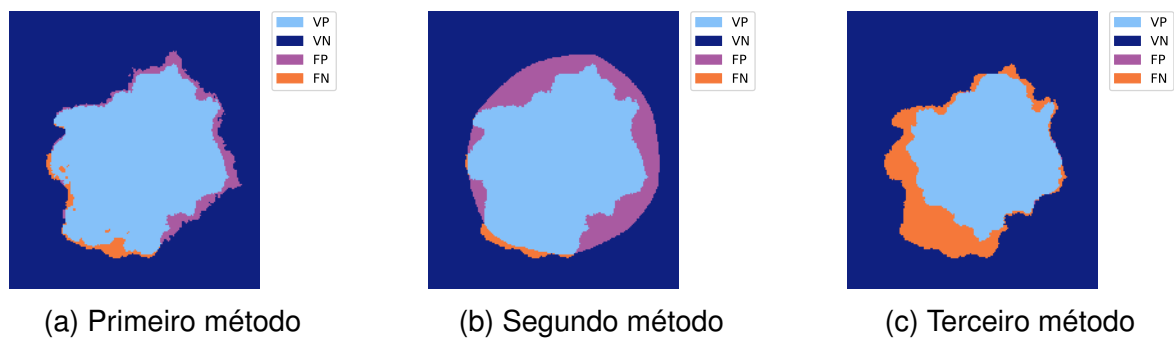 VP
VN
FP
FN
VP
VN
FP
FN
VP
VN
FP
FN
(a) Primeiro método
(b) Segundo método
(c) Terceiro método